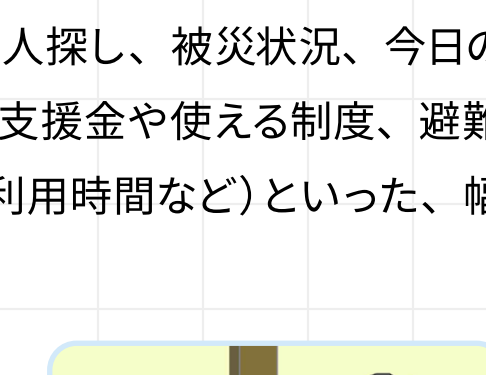 人探し、被災状況、今日の
支援金や使える制度、避難
利用時間など)といった、幅